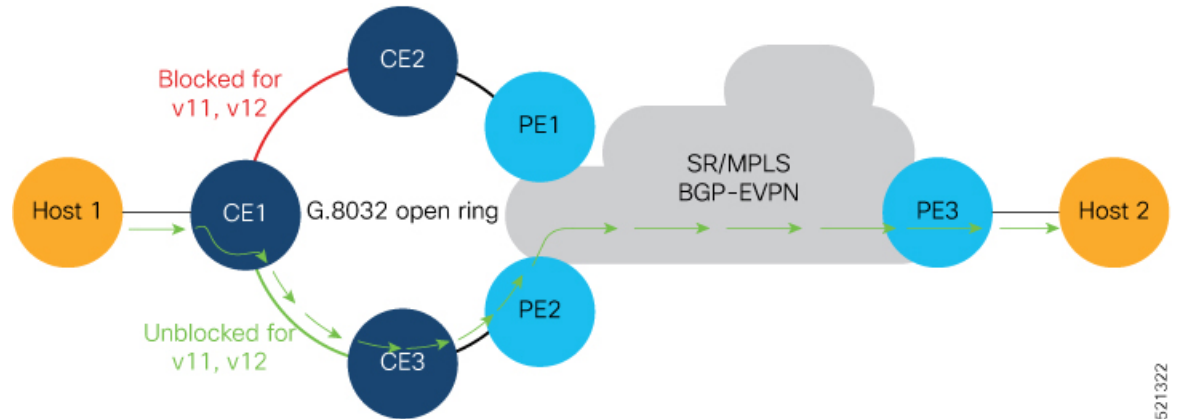 CE2
Blocked for
v11, v12
PE1
SR/MPLS
BGP-EVPN
Host 1
CE1
G.8032 open ring
PE3
Host 2
PE2
Unblocked for
v11, v12
CE3
521322